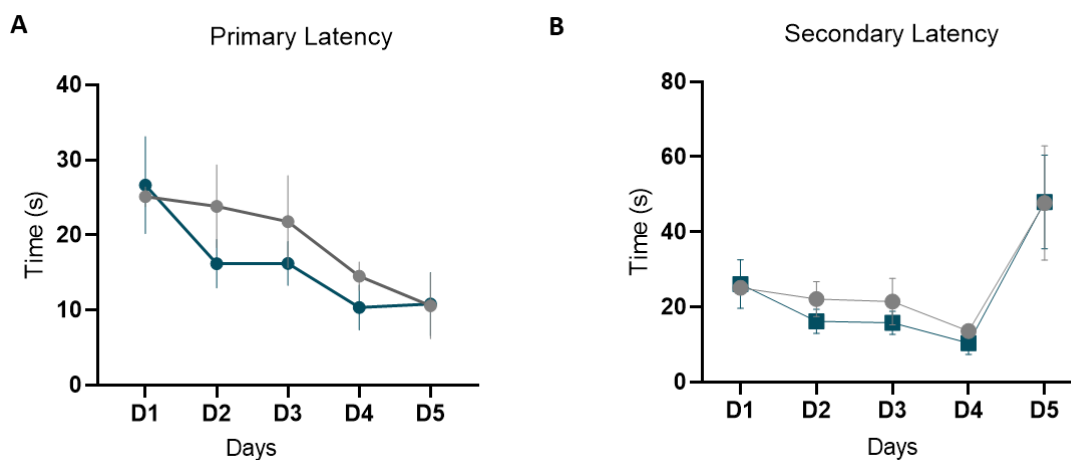 A
Primary Latency
40
30
20
10
0
Time (s)
D1 D2 D3 D4 D5
Days
B
Secondary Latency
80
60
40
20
0
Time (s)
D1 D2 D3 D4 D5
Days